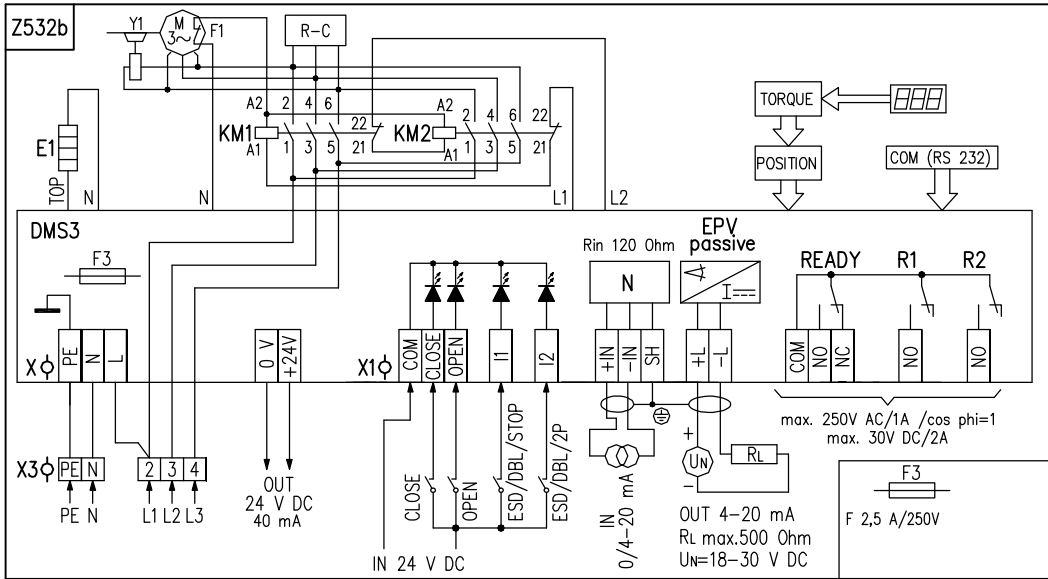 Z532b
Y1
M
3~
F1
R-C
A2 2 4 6
22
KM1
A1 1 3 5
21
A2 2 4 6 22
KM2
A1 1 3 5 21
E1
TOP
N
N
L1
L2
TORQUE
POSITION
COM (RS 232)
DMS3
F3
Rin 120 Ohm
N
EPV
passive
I
READY
R1
R2
X
PE
N
L
0 V
+24V
X1
COM
CLOSE
OPEN
I1
I2
+IN
-IN
SH
+L
-L
COM
NO
NC
NO
NO
max. 250V AC/1A /cos phi=1
max. 30V DC/2A
X3
PE N
2 3 4
PE N
L1 L2 L3
OUT
24 V DC
40 mA
CLOSE
OPEN
ESD/DBL/STOP
ESD/DBL/2P
IN 24 V DC
IN
0/4-20 mA
+
UN
-
RL
OUT 4-20 mA
RL max.500 Ohm
UN=18-30 V DC
F3
F 2,5 A/250V